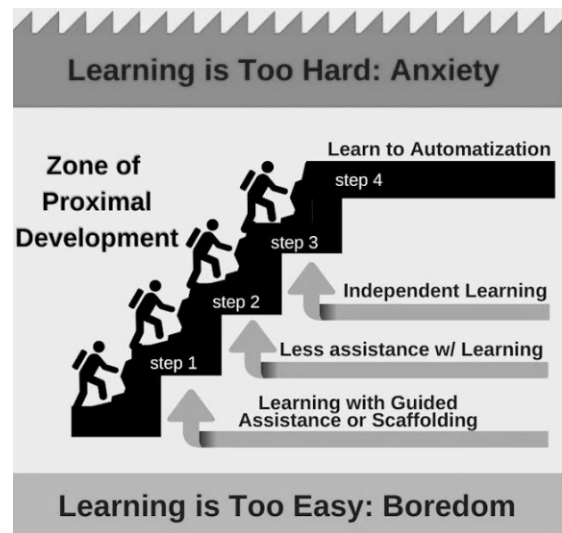 Learning is Too Hard: Anxiety
Learn to Automatization
Zone of
Proximal
Development
step 4
step 3
Independent Learning
step 2
Less assistance w/ Learning
step 1
Learning with Guided
Assistance or Scaffolding
Learning is Too Easy: Boredom